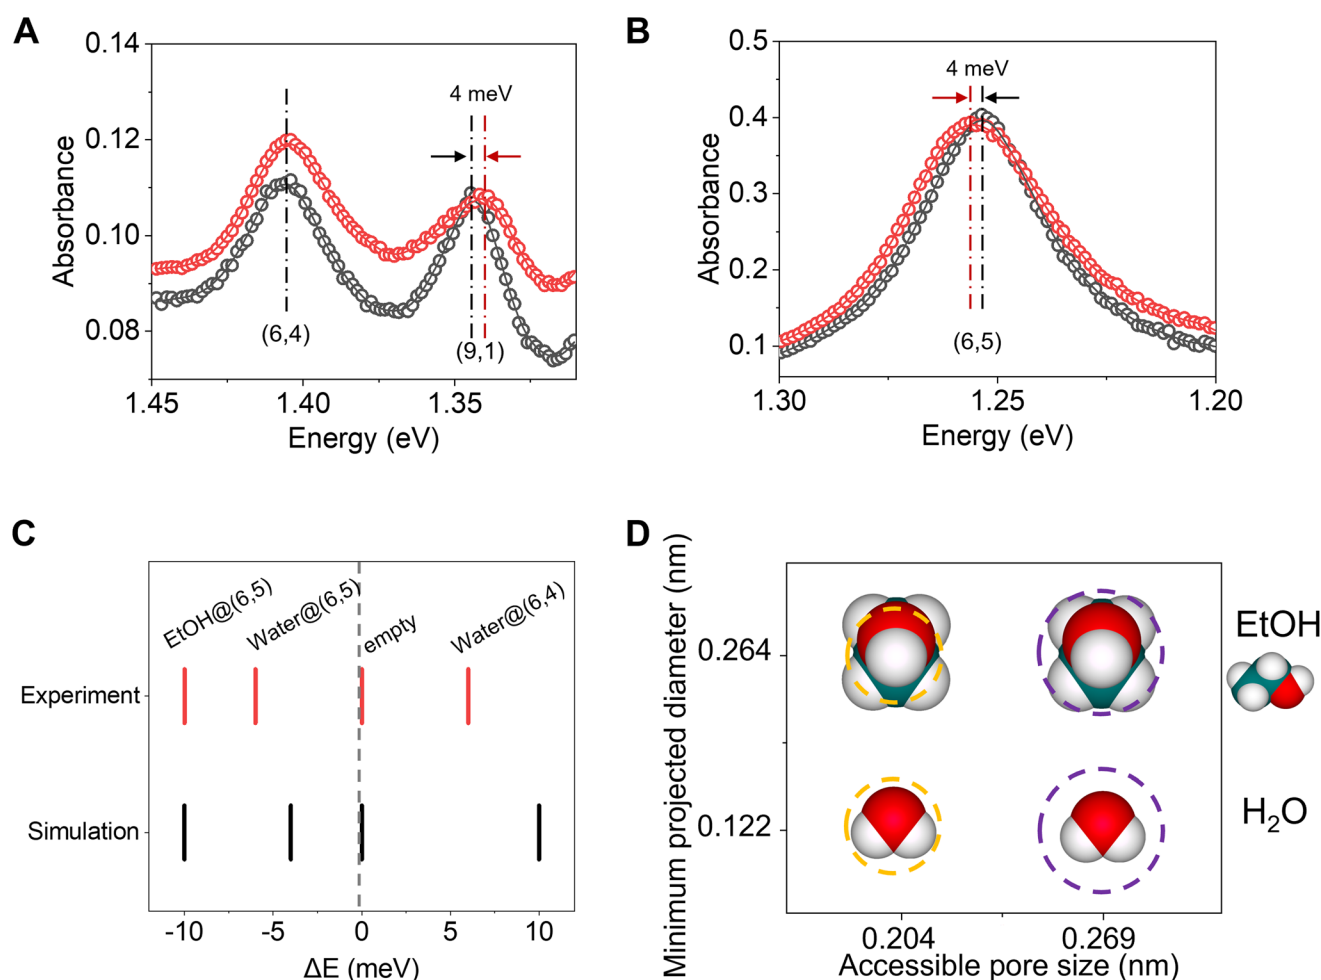 A
0.14
0.12
0.10
0.08
Absorbance
4 meV
(6,4)
(9,1)
1.45
1.40
1.35
Energy (eV)
B
0.5
0.4
0.3
0.2
0.1
Absorbance
4 meV
(6,5)
1.30
1.25
1.20
Energy (eV)
C
EtOH@(6,5)
Water@(6,5)
empty
Water@(6,4)
Experiment
Simulation
-10
-5
0
5
10
ΔE (meV)
D
Minimum projected diameter (nm)
0.264
0.122
EtOH
H₂O
0.204
0.269
Accessible pore size (nm)